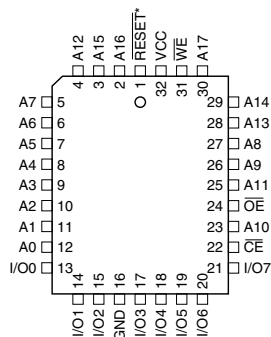 A12 A15 A16 RESET* VCC WE A17
4 3 2 1 32 31 30
A7 5 29 A14
A6 6 28 A13
A5 7 27 A8
A4 8 26 A9
A3 9 25 A11
A2 10 24 OE
A1 11 23 A10
A0 12 22 CE
I/O0 13 21 I/O7
14 15 16 17 18 19 20
I/O1 I/O2 GND I/O3 I/O4 I/O5 I/O6